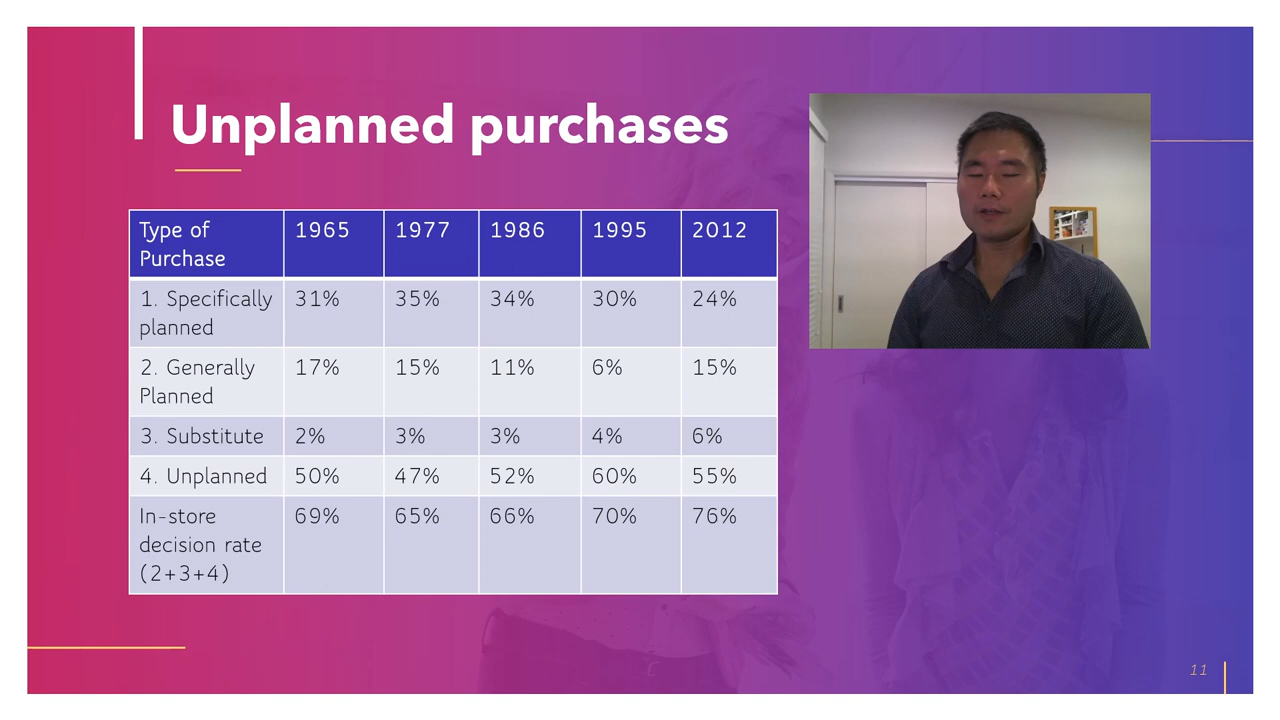 Unplanned purchases
Type of Purchase 1965 1977 1986 1995 2012
1. Specifically planned 31% 35% 34% 30% 24%
2. Generally Planned 17% 15% 11% 6% 15%
3. Substitute 2% 3% 3% 4% 6%
4. Unplanned 50% 47% 52% 60% 55%
In-store decision rate (2+3+4) 69% 65% 66% 70% 76%
11